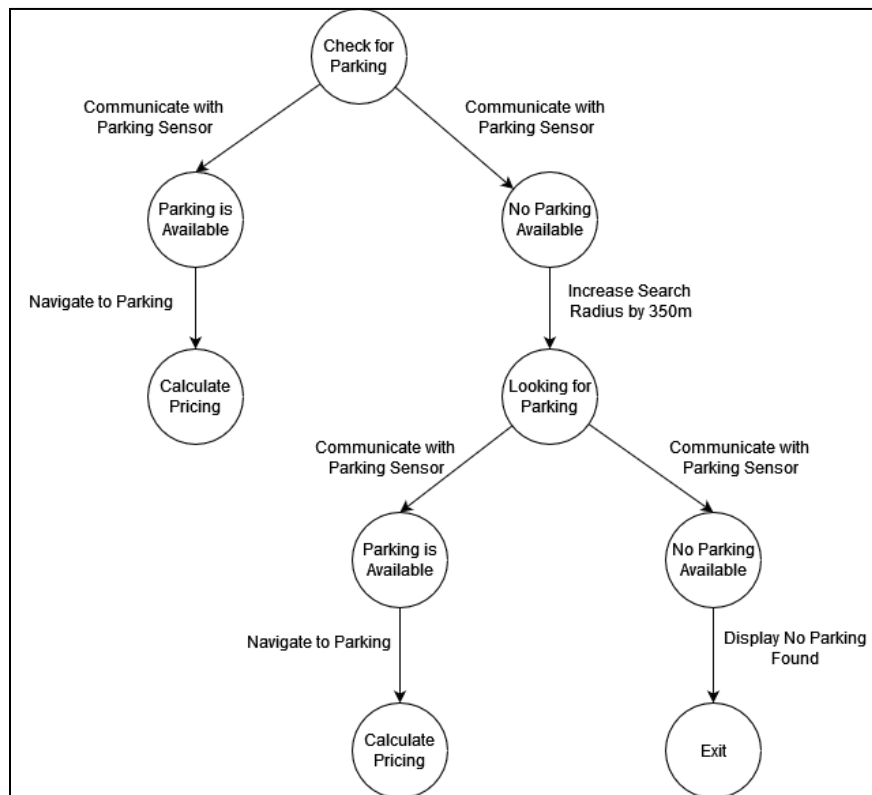 Check for
Parking
Communicate with
Parking Sensor
Communicate with
Parking Sensor
Parking is
Available
No Parking
Available
Navigate to Parking
Increase Search
Radius by 350m
Calculate
Pricing
Looking for
Parking
Communicate with
Parking Sensor
Communicate with
Parking Sensor
Parking is
Available
No Parking
Available
Navigate to Parking
Display No Parking
Found
Calculate
Pricing
Exit